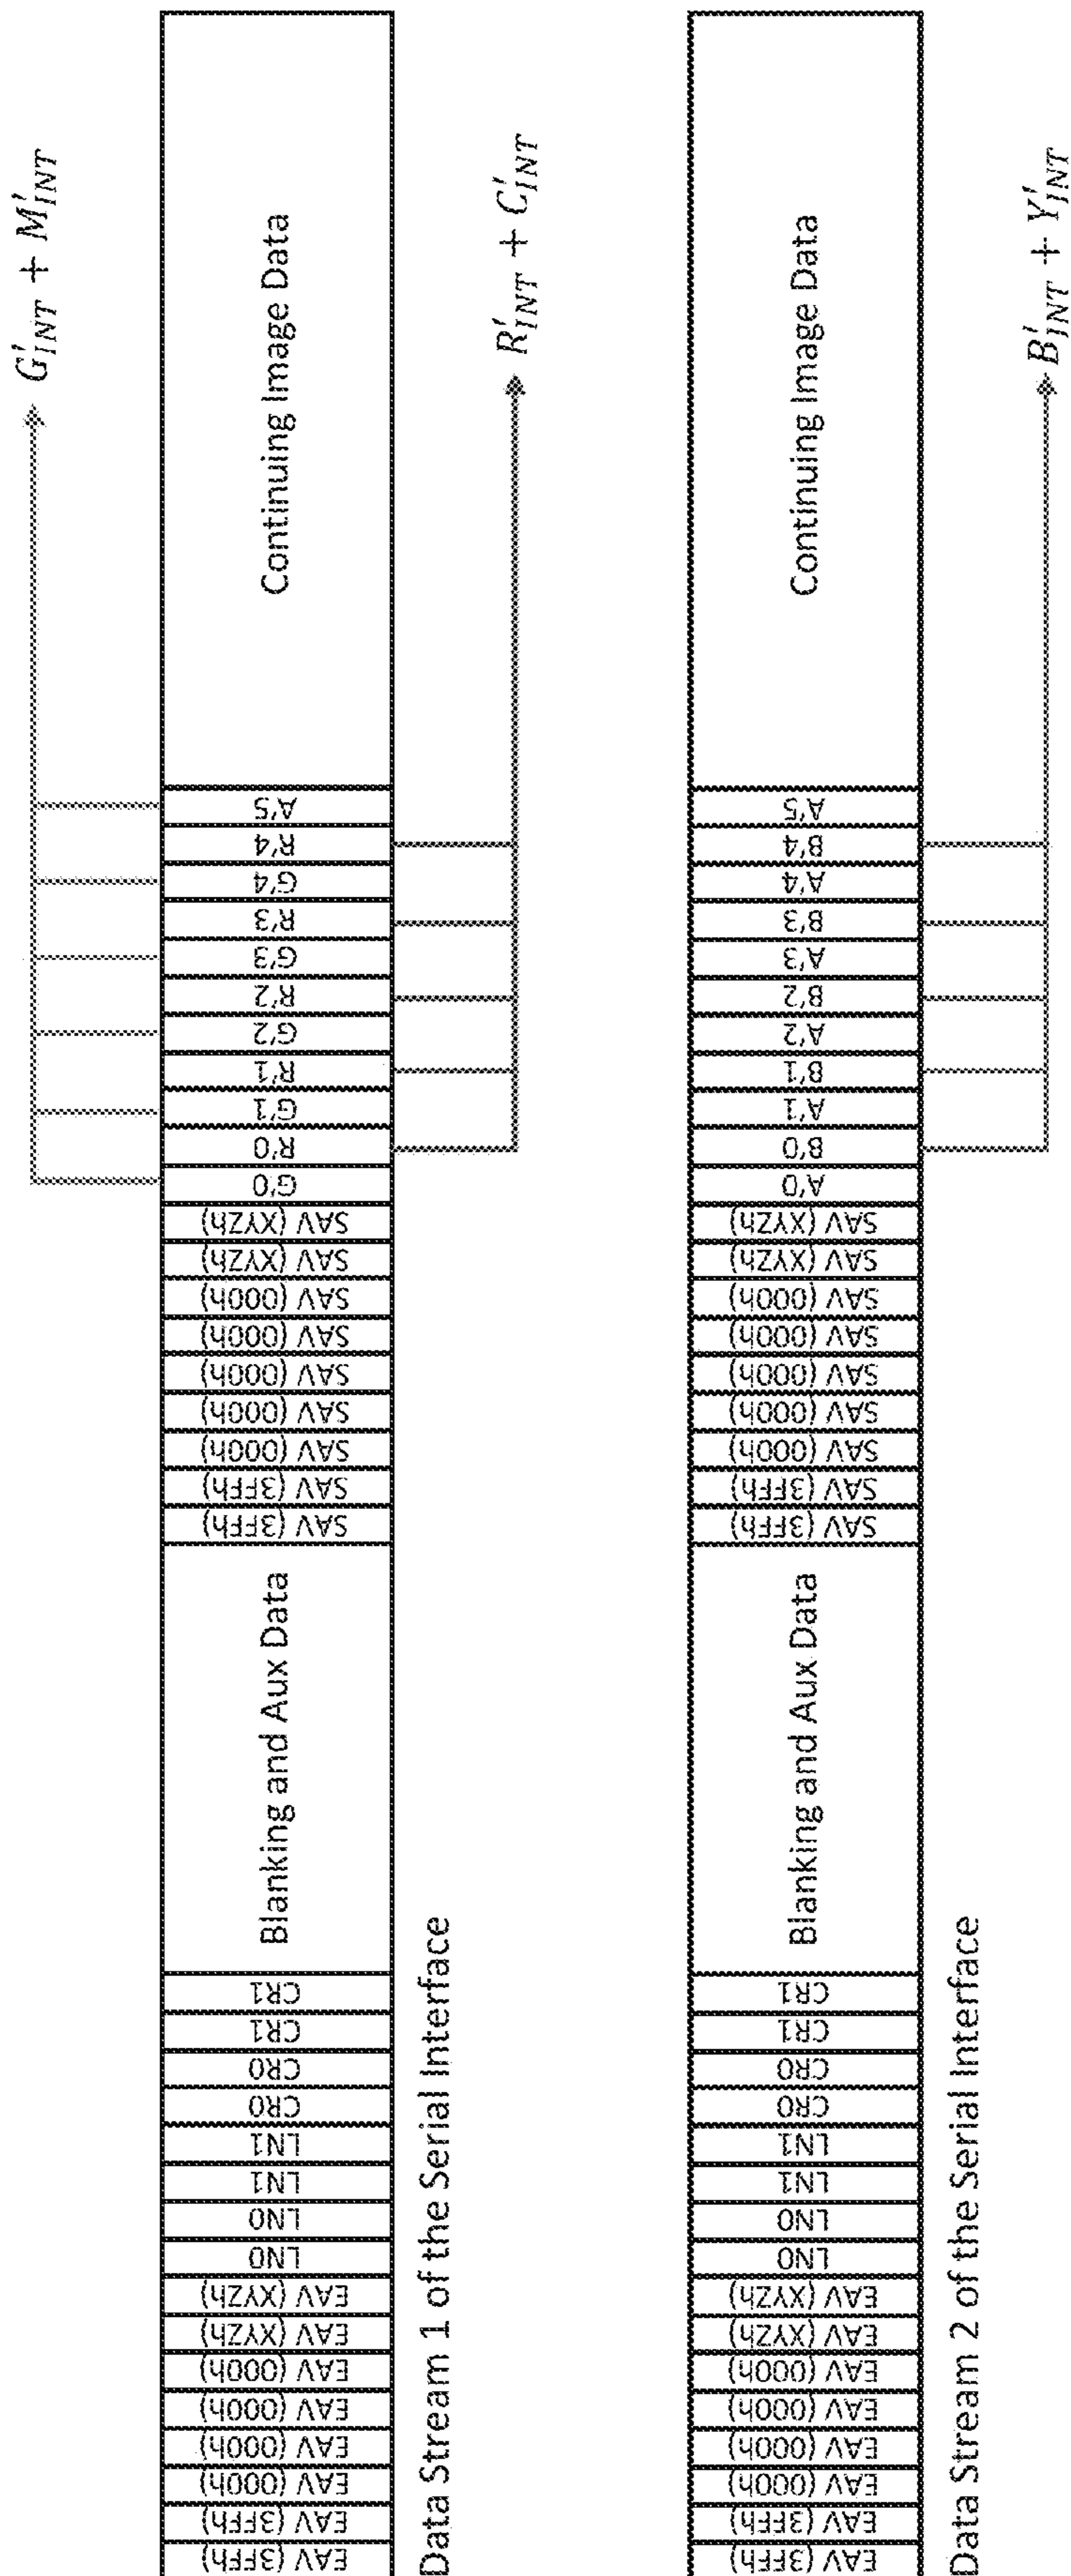 G'INT + M'INT
EAV (3FFh)
EAV (3FFh)
EAV (000h)
EAV (000h)
EAV (000h)
EAV (000h)
EAV (XYZh)
EAV (XYZh)
LN0
LN0
LN1
LN1
CR0
CR0
CR1
CR1
Blanking and Aux Data
SAV (3FFh)
SAV (3FFh)
SAV (000h)
SAV (000h)
SAV (000h)
SAV (000h)
SAV (000h)
SAV (XYZh)
SAV (XYZh)
G'0
R'0
G'1
R'1
G'2
R'2
G'3
R'3
G'4
R'4
A'5
Continuing Image Data
Data Stream 1 of the Serial Interface
R'INT + C'INT
EAV (3FFh)
EAV (3FFh)
EAV (000h)
EAV (000h)
EAV (000h)
EAV (000h)
EAV (XYZh)
EAV (XYZh)
LN0
LN0
LN1
LN1
CR0
CR0
CR1
CR1
Blanking and Aux Data
SAV (3FFh)
SAV (3FFh)
SAV (000h)
SAV (000h)
SAV (000h)
SAV (000h)
SAV (000h)
SAV (XYZh)
SAV (XYZh)
A'0
B'0
A'1
B'1
A'2
B'2
A'3
B'3
A'4
B'4
A'5
Continuing Image Data
Data Stream 2 of the Serial Interface
B'INT + Y'INT